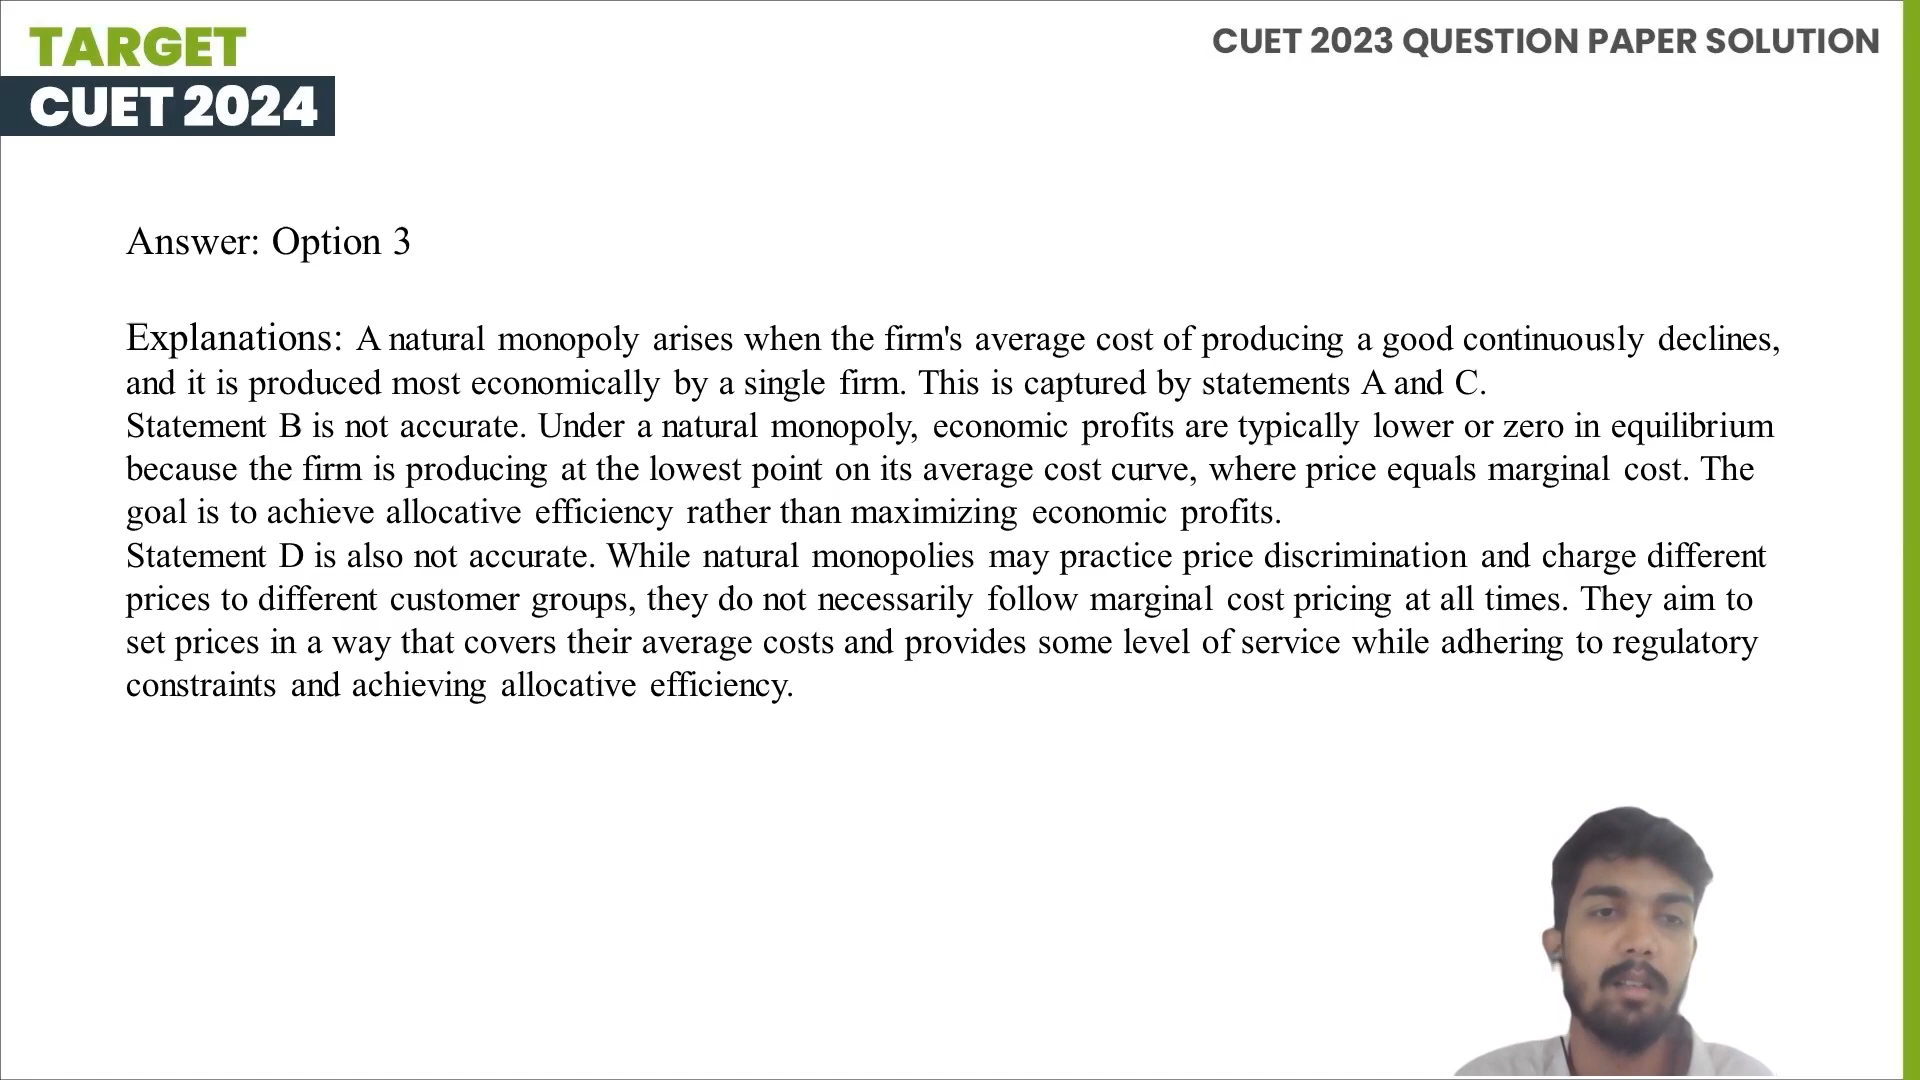 TARGET
CUET 2024
CUET 2023 QUESTION PAPER SOLUTION
Answer: Option 3
Explanations: A natural monopoly arises when the firm's average cost of producing a good continuously declines,
and it is produced most economically by a single firm. This is captured by statements A and C.
Statement B is not accurate. Under a natural monopoly, economic profits are typically lower or zero in equilibrium
because the firm is producing at the lowest point on its average cost curve, where price equals marginal cost. The
goal is to achieve allocative efficiency rather than maximizing economic profits.
Statement D is also not accurate. While natural monopolies may practice price discrimination and charge different
prices to different customer groups, they do not necessarily follow marginal cost pricing at all times. They aim to
set prices in a way that covers their average costs and provides some level of service while adhering to regulatory
constraints and achieving allocative efficiency.